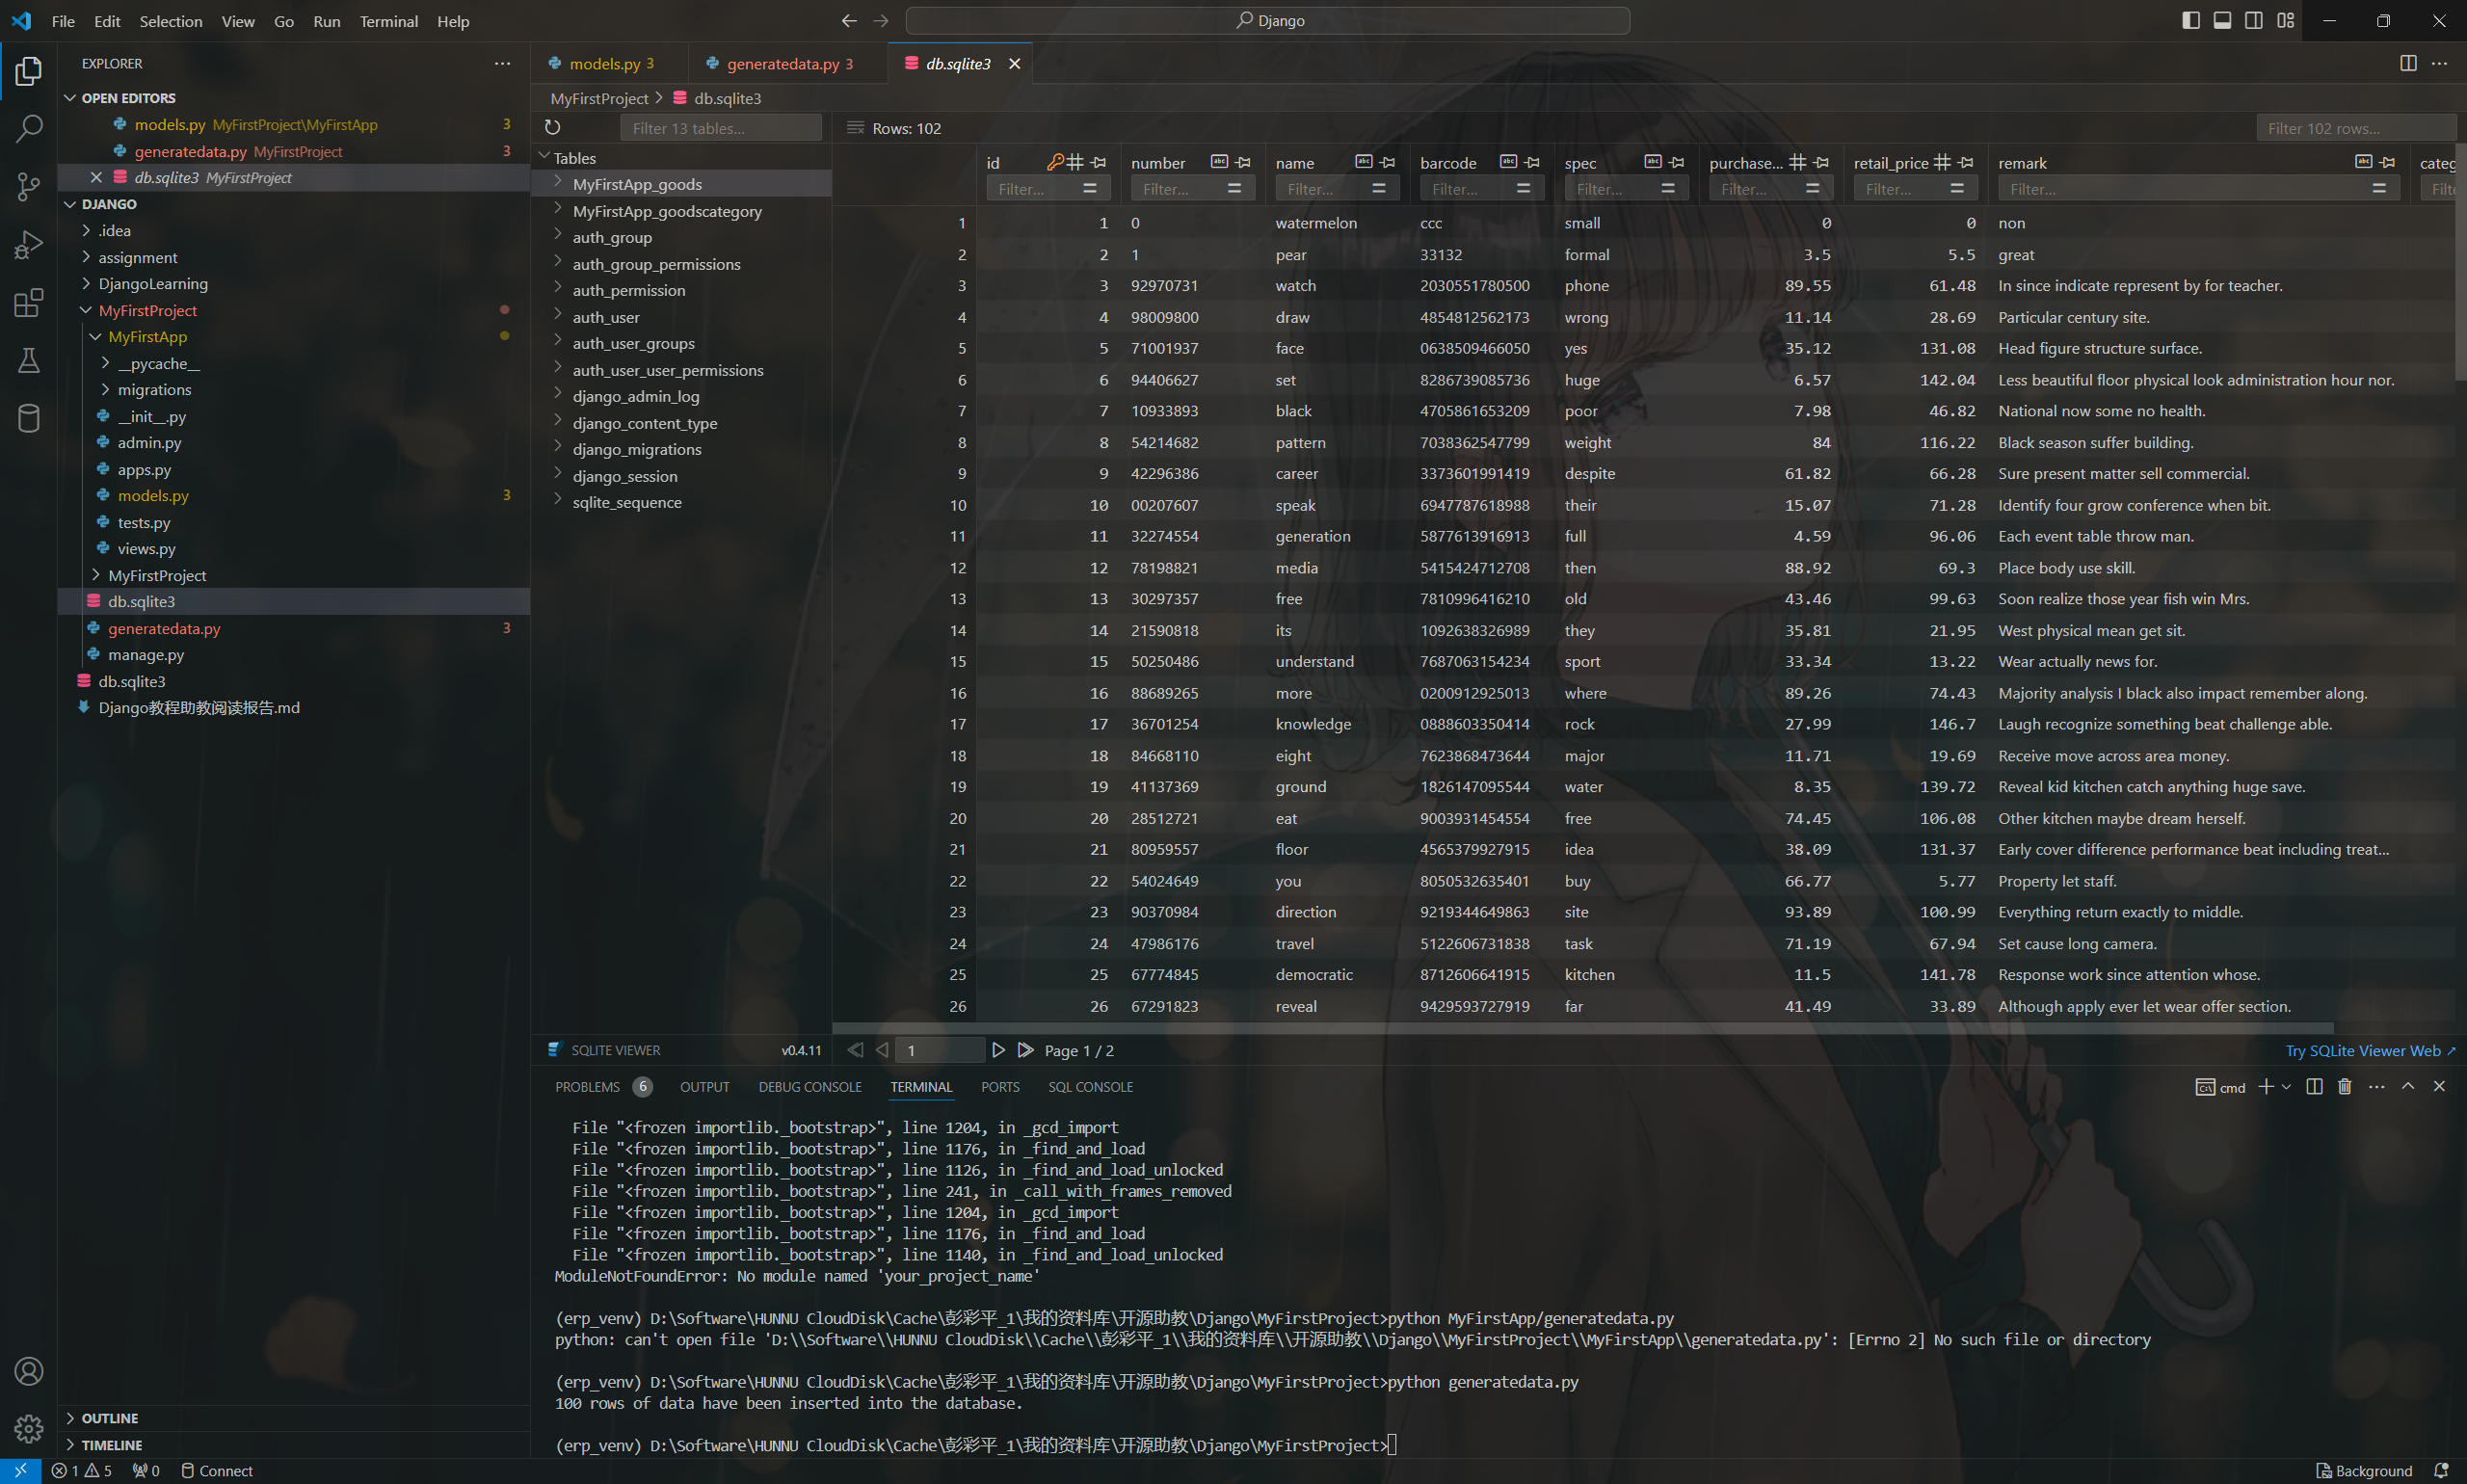 File Edit Selection View Go Run Terminal Help
Django
EXPLORER
OPEN EDITORS
models.py MyFirstProject\MyFirstApp 3
generatedata.py MyFirstProject 3
db.sqlite3 MyFirstProject
DJANGO
.idea
assignment
DjangoLearning
MyFirstProject
MyFirstApp
__pycache__
migrations
__init__.py
admin.py
apps.py
models.py 3
tests.py
views.py
MyFirstProject
db.sqlite3
generatedata.py 3
manage.py
db.sqlite3
Django教程助教阅读报告.md
OUTLINE
TIMELINE
models.py 3 generatedata.py 3 db.sqlite3
MyFirstProject > db.sqlite3
Filter 13 tables... Rows: 102 Filter 102 rows...
Tables
MyFirstApp_goods
MyFirstApp_goodscategory
auth_group
auth_group_permissions
auth_permission
auth_user
auth_user_groups
auth_user_user_permissions
django_admin_log
django_content_type
django_migrations
django_session
sqlite_sequence
id number name barcode spec purchase... retail_price remark categ
Filter... Filter... Filter... Filter... Filter... Filter... Filter... Filter... Filte
1 1 0 watermelon ccc small 0 0 non
2 2 1 pear 33132 formal 3.5 5.5 great
3 3 92970731 watch 2030551780500 phone 89.55 61.48 In since indicate represent by for teacher.
4 4 98009800 draw 4854812562173 wrong 11.14 28.69 Particular century site.
5 5 71001937 face 0638509466050 yes 35.12 131.08 Head figure structure surface.
6 6 94406627 set 8286739085736 huge 6.57 142.04 Less beautiful floor physical look administration hour nor.
7 7 10933893 black 4705861653209 poor 7.98 46.82 National now some no health.
8 8 54214682 pattern 7038362547799 weight 84 116.22 Black season suffer building.
9 9 42296386 career 3373601991419 despite 61.82 66.28 Sure present matter sell commercial.
10 10 00207607 speak 6947787618988 their 15.07 71.28 Identify four grow conference when bit.
11 11 32274554 generation 5877613916913 full 4.59 96.06 Each event table throw man.
12 12 78198821 media 5415424712708 then 88.92 69.3 Place body use skill.
13 13 30297357 free 7810996416210 old 43.46 99.63 Soon realize those year fish win Mrs.
14 14 21590818 its 1092638326989 they 35.81 21.95 West physical mean get sit.
15 15 50250486 understand 7687063154234 sport 33.34 13.22 Wear actually news for.
16 16 88689265 more 0200912925013 where 89.26 74.43 Majority analysis I black also impact remember along.
17 17 36701254 knowledge 0888603350414 rock 27.99 146.7 Laugh recognize something beat challenge able.
18 18 84668110 eight 7623868473644 major 11.71 19.69 Receive move across area money.
19 19 41137369 ground 1826147095544 water 8.35 139.72 Reveal kid kitchen catch anything huge save.
20 20 28512721 eat 9003931454554 free 74.45 106.08 Other kitchen maybe dream herself.
21 21 80959557 floor 4565379927915 idea 38.09 131.37 Early cover difference performance beat including treat...
22 22 54024649 you 8050532635401 buy 66.77 5.77 Property let staff.
23 23 90370984 direction 9219344649863 site 93.89 100.99 Everything return exactly to middle.
24 24 47986176 travel 5122606731838 task 71.19 67.94 Set cause long camera.
25 25 67774845 democratic 8712606641915 kitchen 11.5 141.78 Response work since attention whose.
26 26 67291823 reveal 9429593727919 far 41.49 33.89 Although apply ever let wear offer section.
SQLITE VIEWER v0.4.11 1 Page 1 / 2 Try SQLite Viewer Web ↗
PROBLEMS 6 OUTPUT DEBUG CONSOLE TERMINAL PORTS SQL CONSOLE cmd
File "<frozen importlib._bootstrap>", line 1204, in _gcd_import
File "<frozen importlib._bootstrap>", line 1176, in _find_and_load
File "<frozen importlib._bootstrap>", line 1126, in _find_and_load_unlocked
File "<frozen importlib._bootstrap>", line 241, in _call_with_frames_removed
File "<frozen importlib._bootstrap>", line 1204, in _gcd_import
File "<frozen importlib._bootstrap>", line 1176, in _find_and_load
File "<frozen importlib._bootstrap>", line 1140, in _find_and_load_unlocked
ModuleNotFoundError: No module named 'your_project_name'
(erp_venv) D:\Software\HUNNU CloudDisk\Cache\彭彩平_1\我的资料库\开源助教\Django\MyFirstProject>python MyFirstApp/generatedata.py
python: can't open file 'D:\\Software\\HUNNU CloudDisk\\Cache\\彭彩平_1\\我的资料库\\开源助教\\Django\\MyFirstProject\\MyFirstApp\\generatedata.py': [Errno 2] No such file or directory
(erp_venv) D:\Software\HUNNU CloudDisk\Cache\彭彩平_1\我的资料库\开源助教\Django\MyFirstProject>python generatedata.py
100 rows of data have been inserted into the database.
(erp_venv) D:\Software\HUNNU CloudDisk\Cache\彭彩平_1\我的资料库\开源助教\Django\MyFirstProject>
1 5 0 Connect Background